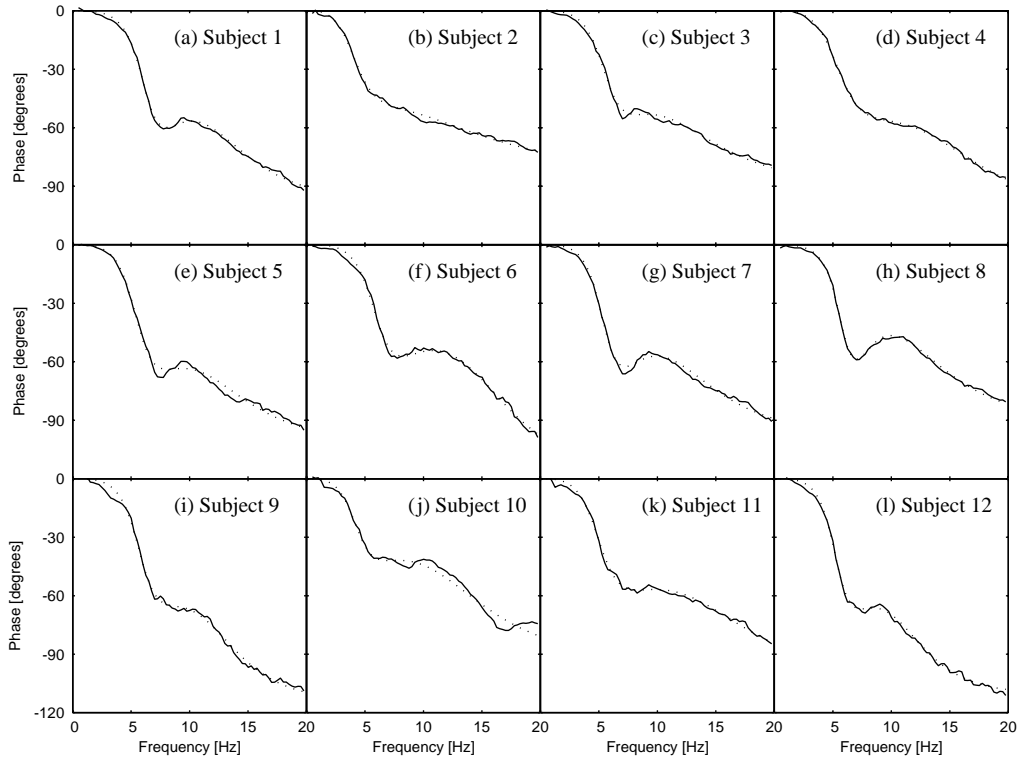 0
(a) Subject 1
(b) Subject 2
(c) Subject 3
(d) Subject 4
-30
-60
-90
Phase [degrees]
0
(e) Subject 5
(f) Subject 6
(g) Subject 7
(h) Subject 8
-30
-60
-90
Phase [degrees]
0
(i) Subject 9
(j) Subject 10
(k) Subject 11
(l) Subject 12
-30
-60
-90
-120
Phase [degrees]
0 5 10 15 20 5 10 15 20 5 10 15 20 5 10 15 20
Frequency [Hz] Frequency [Hz] Frequency [Hz] Frequency [Hz]